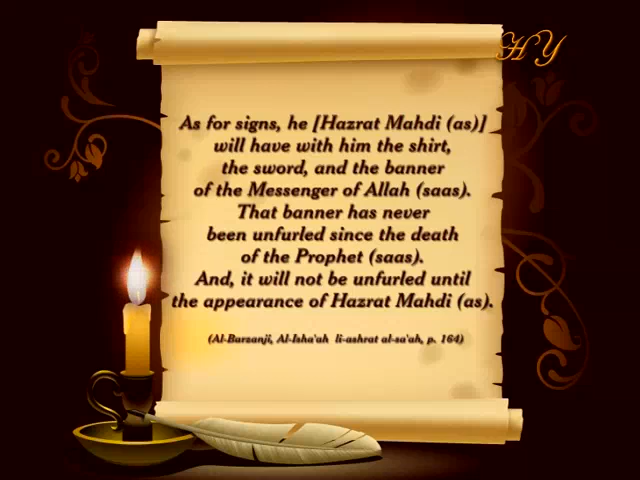 HY
As for signs, he [Hazrat Mahdi (as)]
will have with him the shirt,
the sword, and the banner
of the Messenger of Allah (saas).
That banner has never
been unfurled since the death
of the Prophet (saas).
And, it will not be unfurled until
the appearance of Hazrat Mahdi (as).
(Al-Barzanji, Al-Isha'ah li-ashrat al-sa'ah, p. 164)